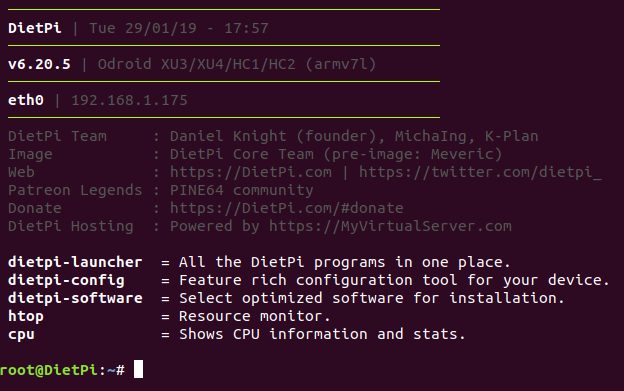 DietPi | Tue 29/01/19 - 17:57
v6.20.5 | Odroid XU3/XU4/HC1/HC2 (armv7l)
eth0 | 192.168.1.175
DietPi Team     : Daniel Knight (founder), MichaIng, K-Plan
Image           : DietPi Core Team (pre-image: Meveric)
Web             : https://DietPi.com | https://twitter.com/dietpi_
Patreon Legends : PINE64 community
Donate          : https://DietPi.com/#donate
DietPi Hosting  : Powered by https://MyVirtualServer.com
dietpi-launcher  = All the DietPi programs in one place.
dietpi-config    = Feature rich configuration tool for your device.
dietpi-software  = Select optimized software for installation.
htop             = Resource monitor.
cpu              = Shows CPU information and stats.
root@DietPi:~#